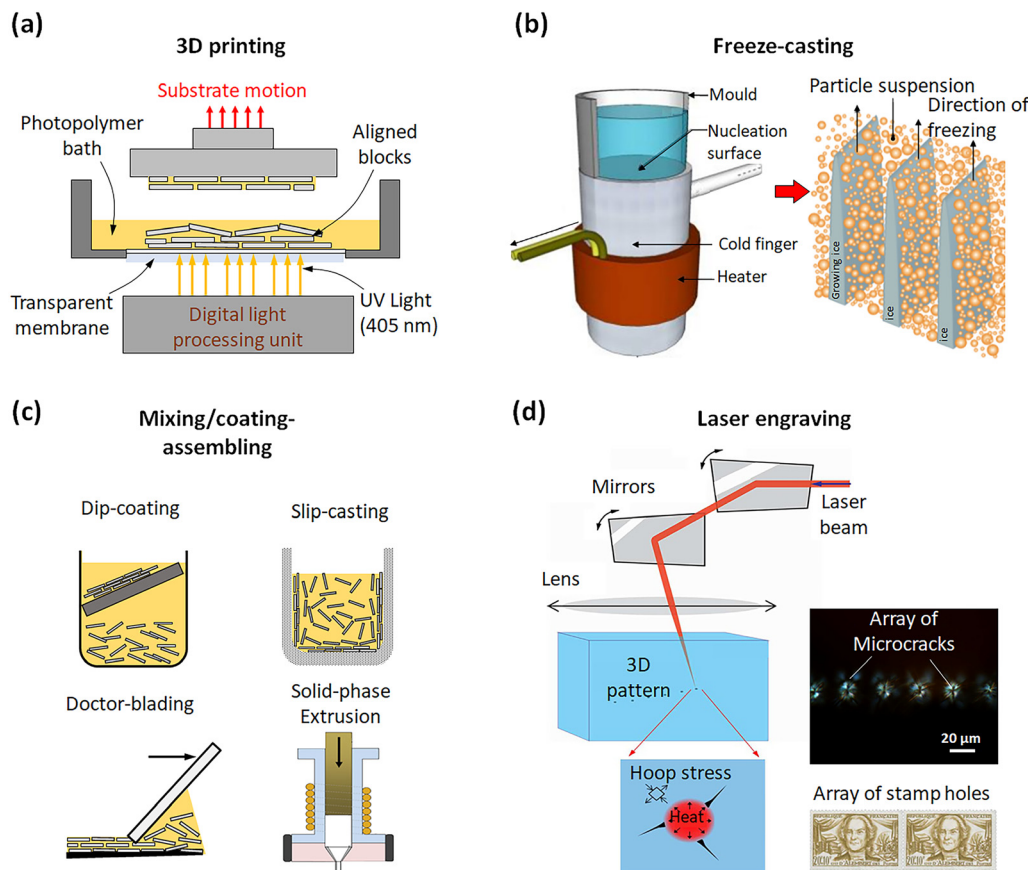 (a)
3D printing
Substrate motion
Photopolymer
bath
Aligned
blocks
Transparent
membrane
UV Light
(405 nm)
Digital light
processing unit
(b)
Freeze-casting
Mould
Nucleation
surface
Cold finger
Heater
Particle suspension
Direction of
freezing
Growing ice
ice
ice
(c)
Mixing/coating-
assembling
Dip-coating
Slip-casting
Doctor-blading
Solid-phase
Extrusion
(d)
Laser engraving
Mirrors
Laser
beam
Lens
3D
pattern
Hoop stress
Heat
Array of
Microcracks
20 µm
Array of stamp holes